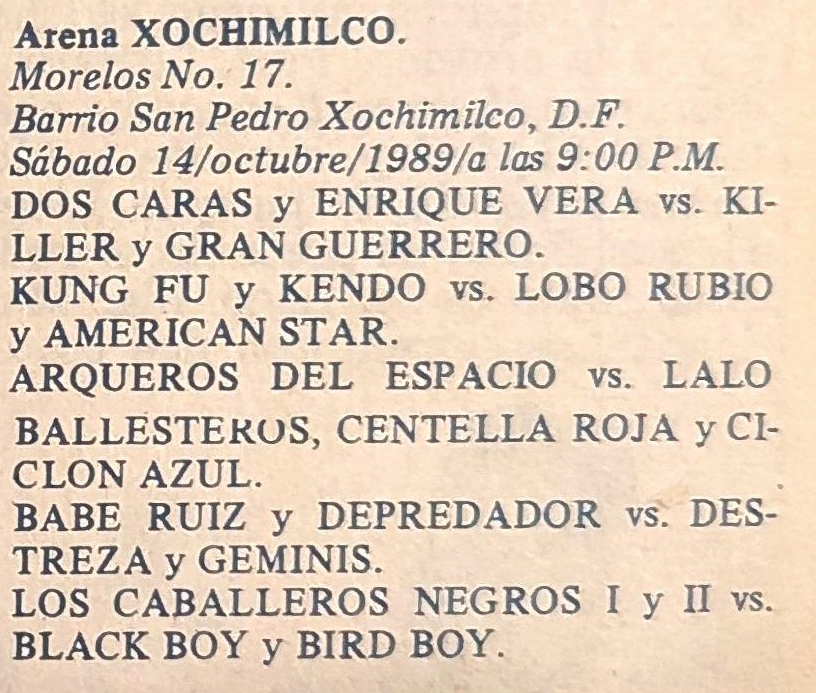 Arena XOCHIMILCO.
Morelos No. 17.
Barrio San Pedro Xochimilco, D.F.
Sábado 14/octubre/1989/a las 9:00 P.M.
DOS CARAS y ENRIQUE VERA vs. KI-
LLER y GRAN GUERRERO.
KUNG FU y KENDO vs. LOBO RUBIO
y AMERICAN STAR.
ARQUEROS DEL ESPACIO vs. LALO
BALLESTEROS, CENTELLA ROJA y CI-
CLON AZUL.
BABE RUIZ y DEPREDADOR vs. DES-
TREZA y GEMINIS.
LOS CABALLEROS NEGROS I y II vs.
BLACK BOY y BIRD BOY.